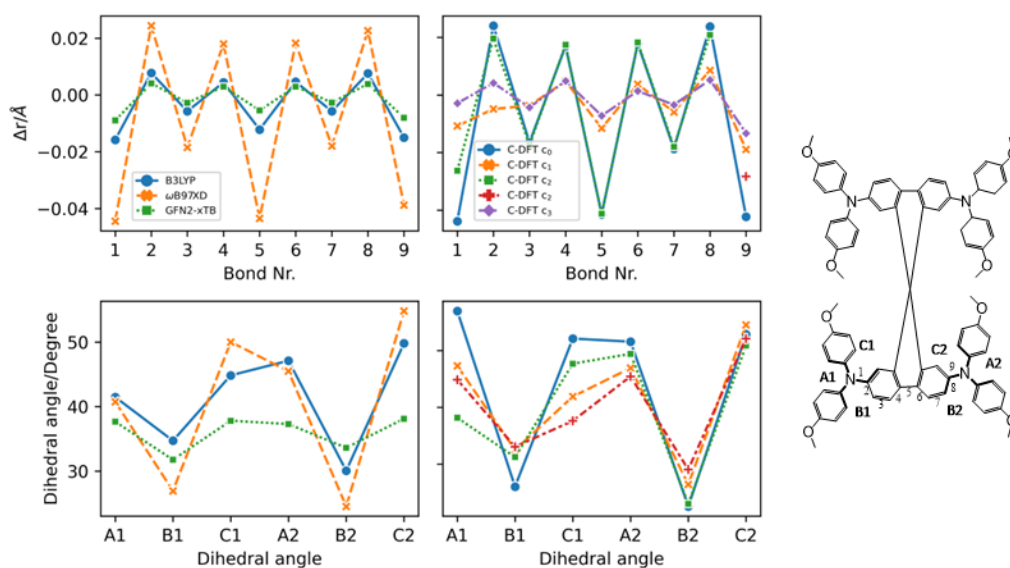 0.02
0.00
−0.02
−0.04
Δr/Å
B3LYP
ωB97XD
GFN2-xTB
1 2 3 4 5 6 7 8 9
Bond Nr.
C-DFT c₀
C-DFT c₁
C-DFT c₂
C-DFT c₂
C-DFT c₃
1 2 3 4 5 6 7 8 9
Bond Nr.
50
40
30
Dihedral angle/Degree
A1 B1 C1 A2 B2 C2
Dihedral angle
A1 B1 C1 A2 B2 C2
Dihedral angle
O O
N N
O O
O O
C1 C2
A1 N 1 9 N A2
2 5 8
3 4 6 7
B1 B2
O O